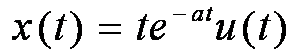 x(t) = te^{-at}u(t)